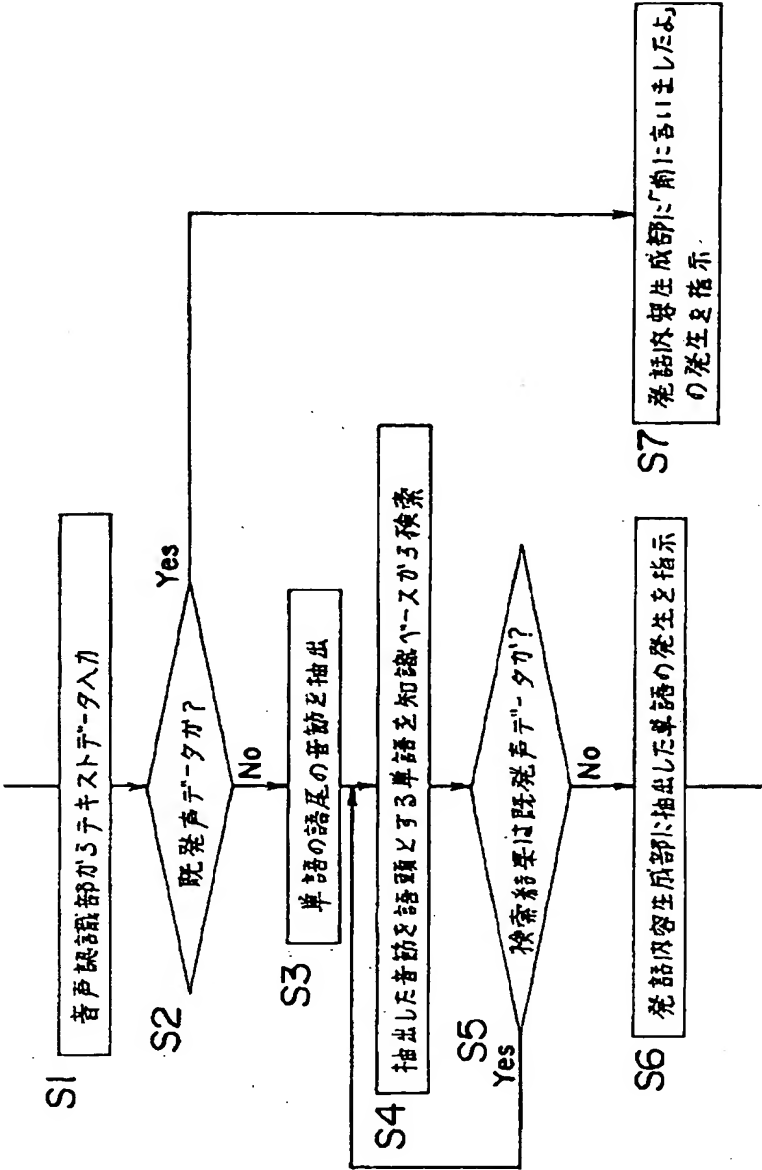 S1
音声認識部からテキストデータ入力
S2
既発声データか?
Yes
No
S3
単語の語尾の音節を抽出
S4
抽出した音節を語頭とする単語を知識ベースから検索
S5
検索結果は既発声データか?
Yes
No
S6
発話内容生成部に抽出した単語の発生を指示
S7
発話内容生成部に「前に言いましたよ」
の発生を指示